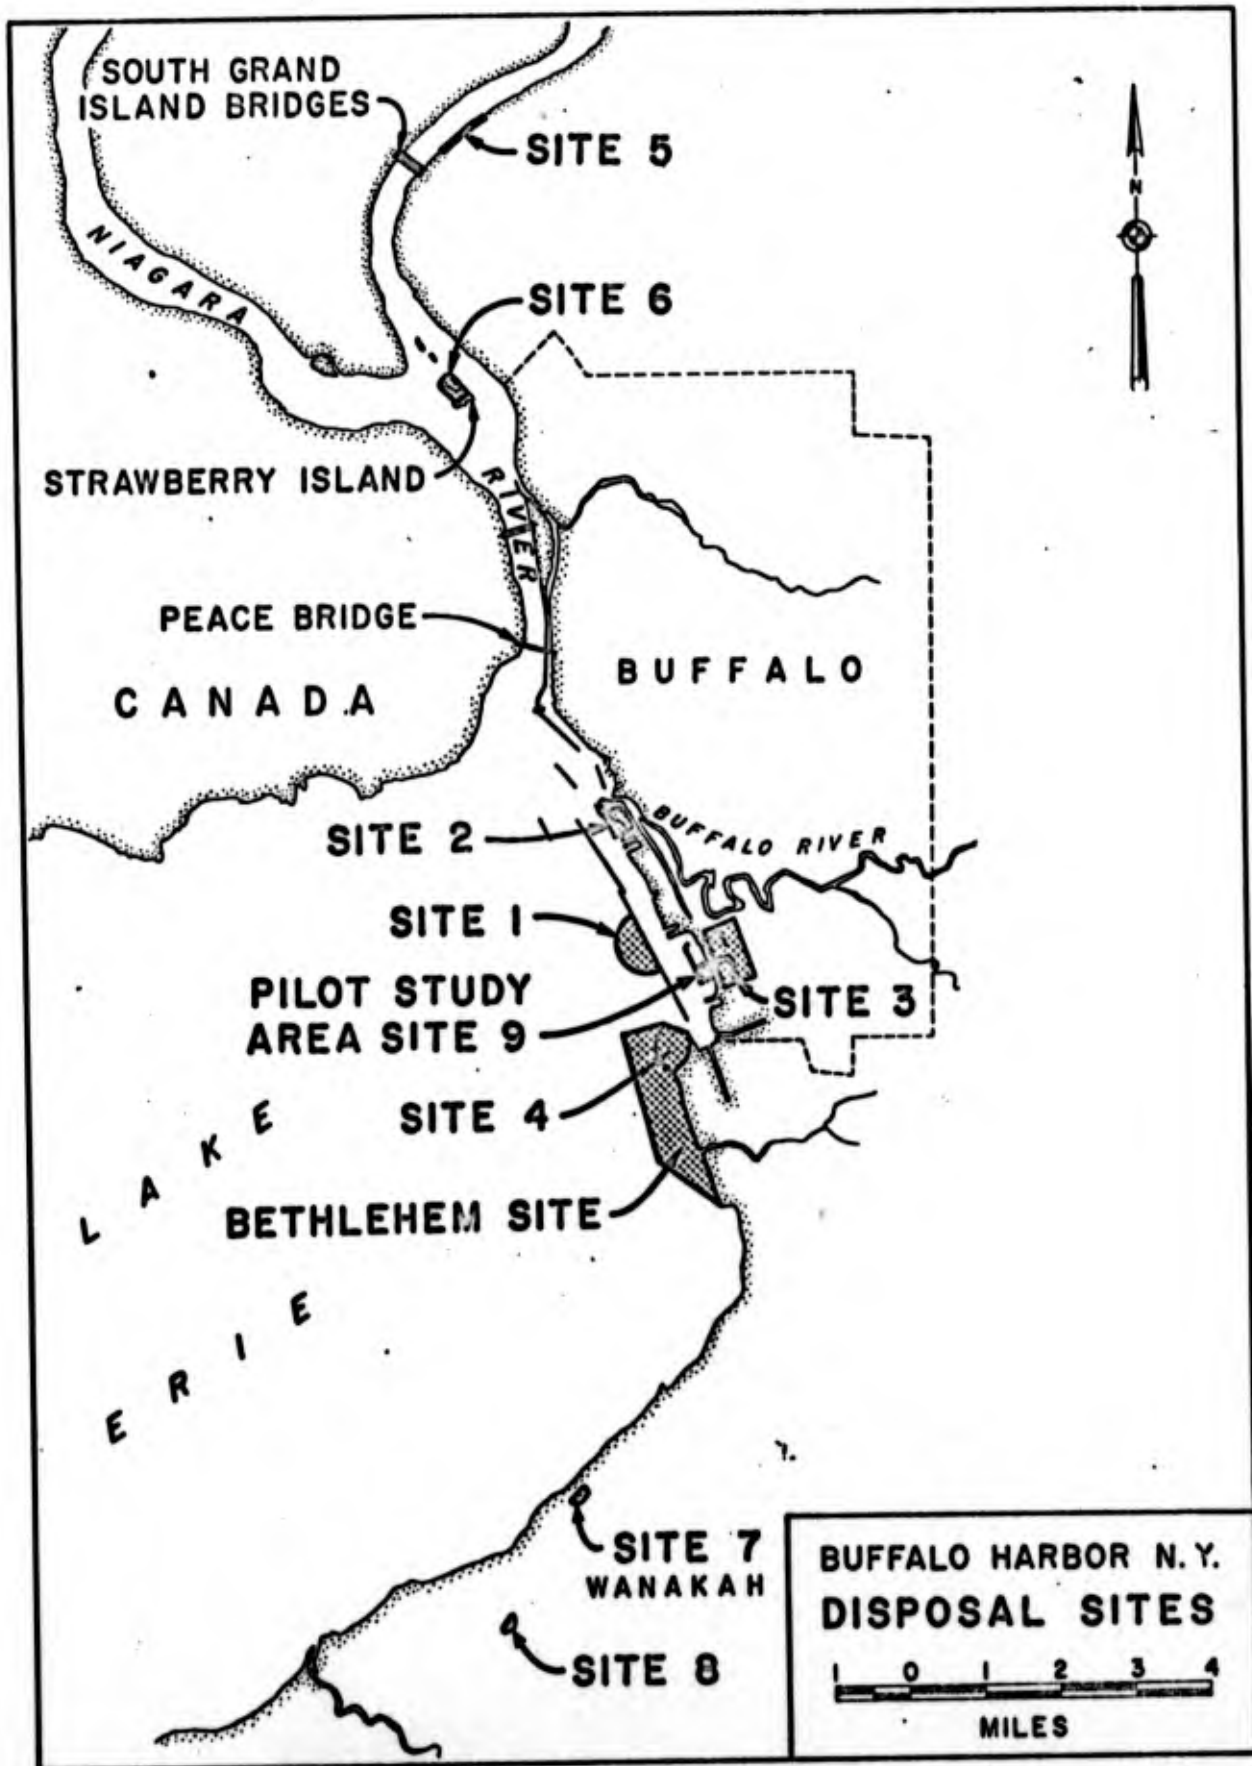 SOUTH GRAND
ISLAND BRIDGES
SITE 5
N
NIAGARA
SITE 6
STRAWBERRY ISLAND
RIVER
PEACE BRIDGE
BUFFALO
CANADA
SITE 2
BUFFALO RIVER
SITE 1
PILOT STUDY
AREA SITE 9
SITE 3
SITE 4
LAKE
BETHLEHEM SITE
ERIE
SITE 7
WANAKAH
SITE 8
BUFFALO HARBOR N.Y.
DISPOSAL SITES
1 0 1 2 3 4
MILES